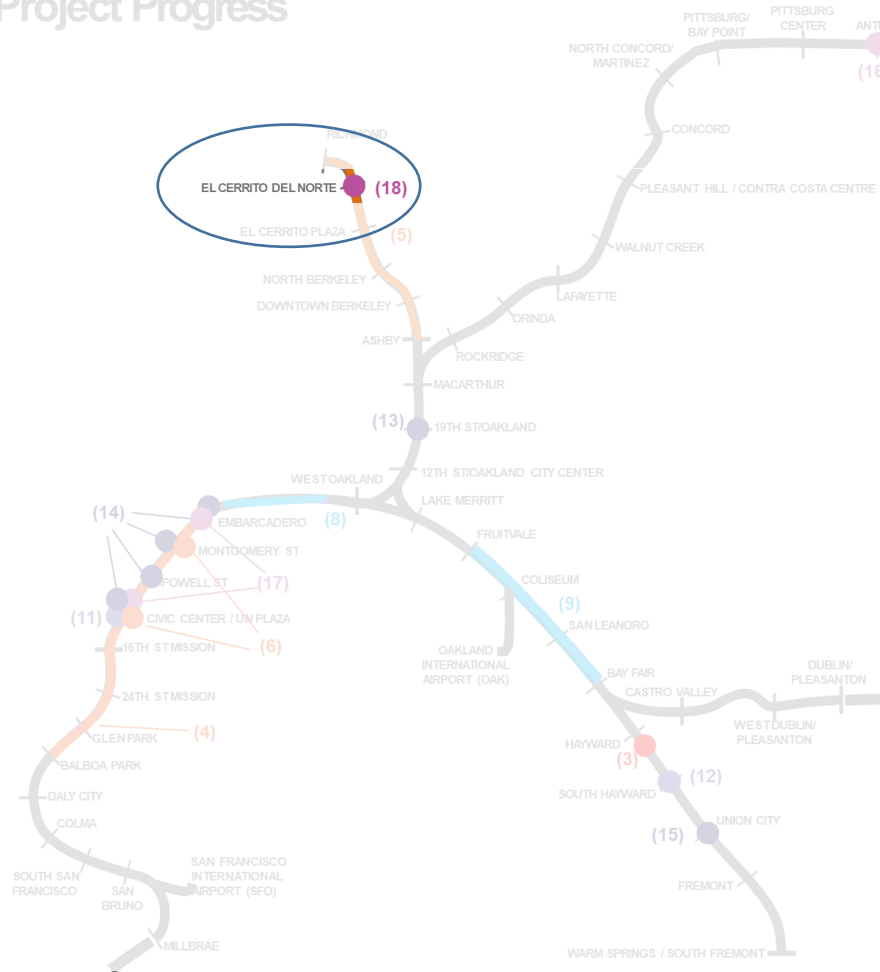 Project Progress
PITTSBURG/
BAY POINT
PITTSBURG
CENTER
ANTI
(16
NORTH CONCORD/
MARTINEZ
CONCORD
PLEASANT HILL / CONTRA COSTA CENTRE
WALNUT CREEK
LAFAYETTE
ORINDA
ROCKRIDGE
RICHMOND
EL CERRITO DEL NORTE
(18)
EL CERRITO PLAZA
(5)
NORTH BERKELEY
DOWNTOWN BERKELEY
ASHBY
MACARTHUR
(13)
19TH ST/OAKLAND
12TH ST/OAKLAND CITY CENTER
WEST OAKLAND
LAKE MERRITT
(8)
(14)
EMBARCADERO
MONTGOMERY ST
POWELL ST
(17)
(11)
CIVIC CENTER / UN PLAZA
(6)
16TH ST MISSION
24TH ST MISSION
(4)
GLEN PARK
BALBOA PARK
DALY CITY
COLMA
SOUTH SAN
FRANCISCO
SAN
BRUNO
SAN FRANCISCO
INTERNATIONAL
AIRPORT (SFO)
MILLBRAE
FRUITVALE
COLISEUM
(9)
SAN LEANDRO
OAKLAND
INTERNATIONAL
AIRPORT (OAK)
BAY FAIR
CASTRO VALLEY
DUBLIN/
PLEASANTON
WEST DUBLIN/
PLEASANTON
HAYWARD
(3)
SOUTH HAYWARD
(12)
UNION CITY
(15)
FREMONT
WARM SPRINGS / SOUTH FREMONT